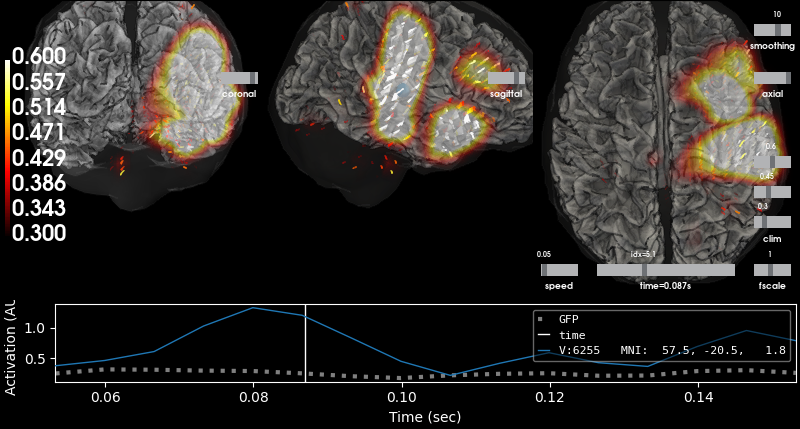 0.600
0.557
0.514
0.471
0.429
0.386
0.343
0.300
coronal
sagittal
10
smoothing
axial
0.6
0.45
0.3
clim
0.05
speed
idx=5.1
time=0.087s
1
fscale
Activation (AU
1.0
0.5
GFP
time
V:6255 MNI: 57.5, -20.5, 1.8
0.06
0.08
0.10
0.12
0.14
Time (sec)